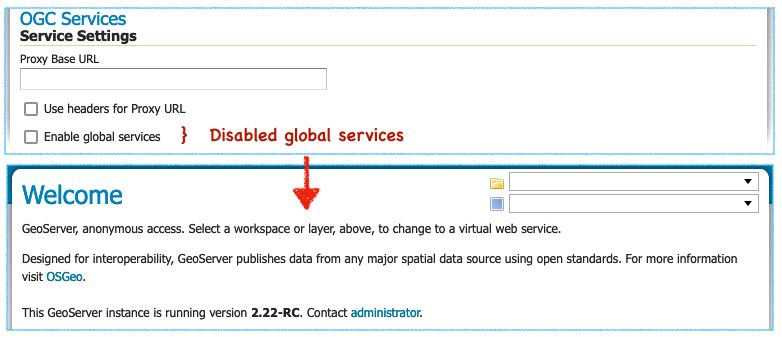 OGC Services
Service Settings
Proxy Base URL
Use headers for Proxy URL
Enable global services } Disabled global services
Welcome
GeoServer, anonymous access. Select a workspace or layer, above, to change to a virtual web service.
Designed for interoperability, GeoServer publishes data from any major spatial data source using open standards. For more information
visit OSGeo.
This GeoServer instance is running version 2.22-RC. Contact administrator.